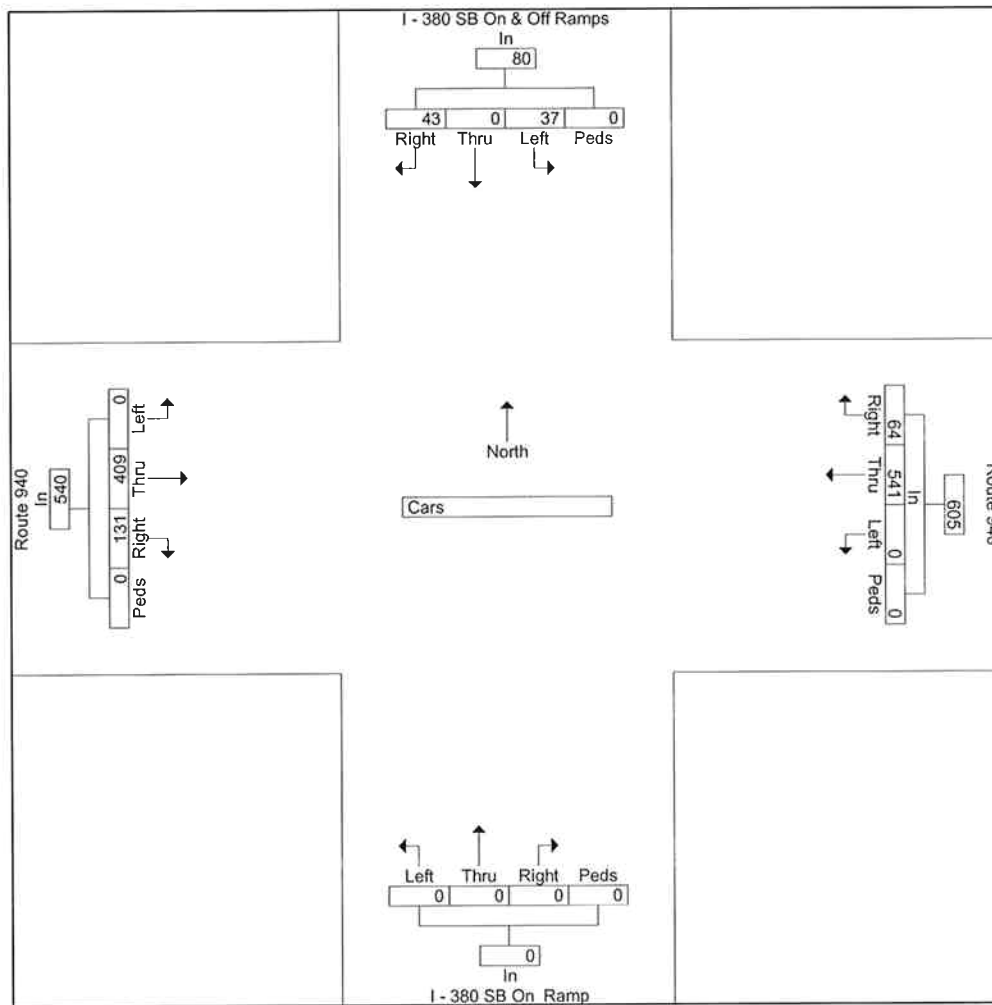 I - 380 SB On & Off Ramps
In
80
43 0 37 0
Right Thru Left Peds
Route 940
In
540
0 409 131 0
Left Thru Right Peds
North
Cars
Right Thru Left Peds
64 541 0 0
In
605
Route
Left Thru Right Peds
0 0 0 0
0
In
I - 380 SB On Ramp